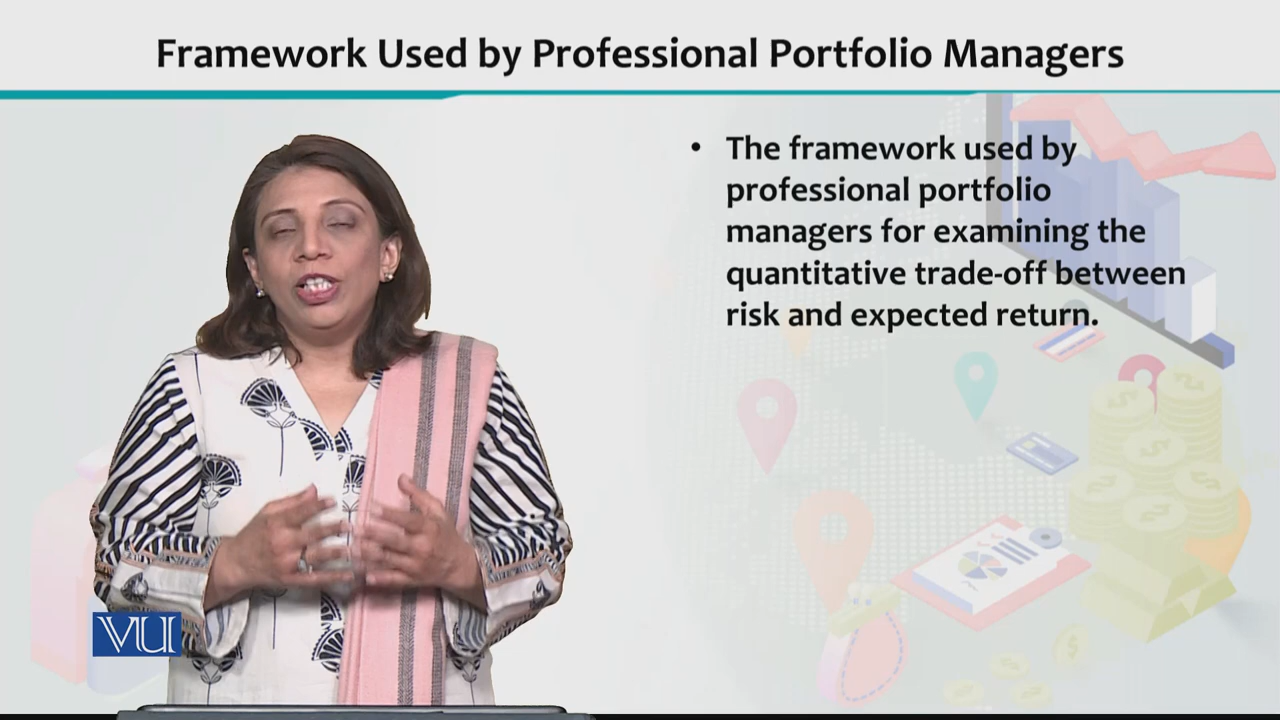 Framework Used by Professional Portfolio Managers
• The framework used by
professional portfolio
managers for examining the
quantitative trade-off between
risk and expected return.
VU